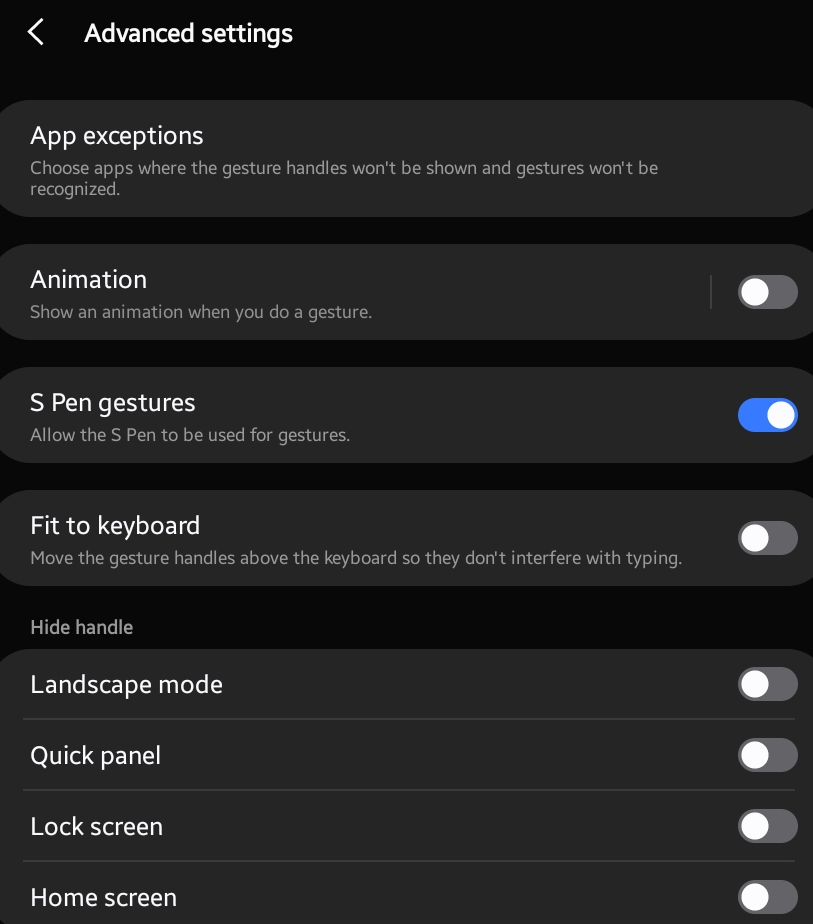 Advanced settings
App exceptions
Choose apps where the gesture handles won't be shown and gestures won't be
recognized.
Animation
Show an animation when you do a gesture.
S Pen gestures
Allow the S Pen to be used for gestures.
Fit to keyboard
Move the gesture handles above the keyboard so they don't interfere with typing.
Hide handle
Landscape mode
Quick panel
Lock screen
Home screen